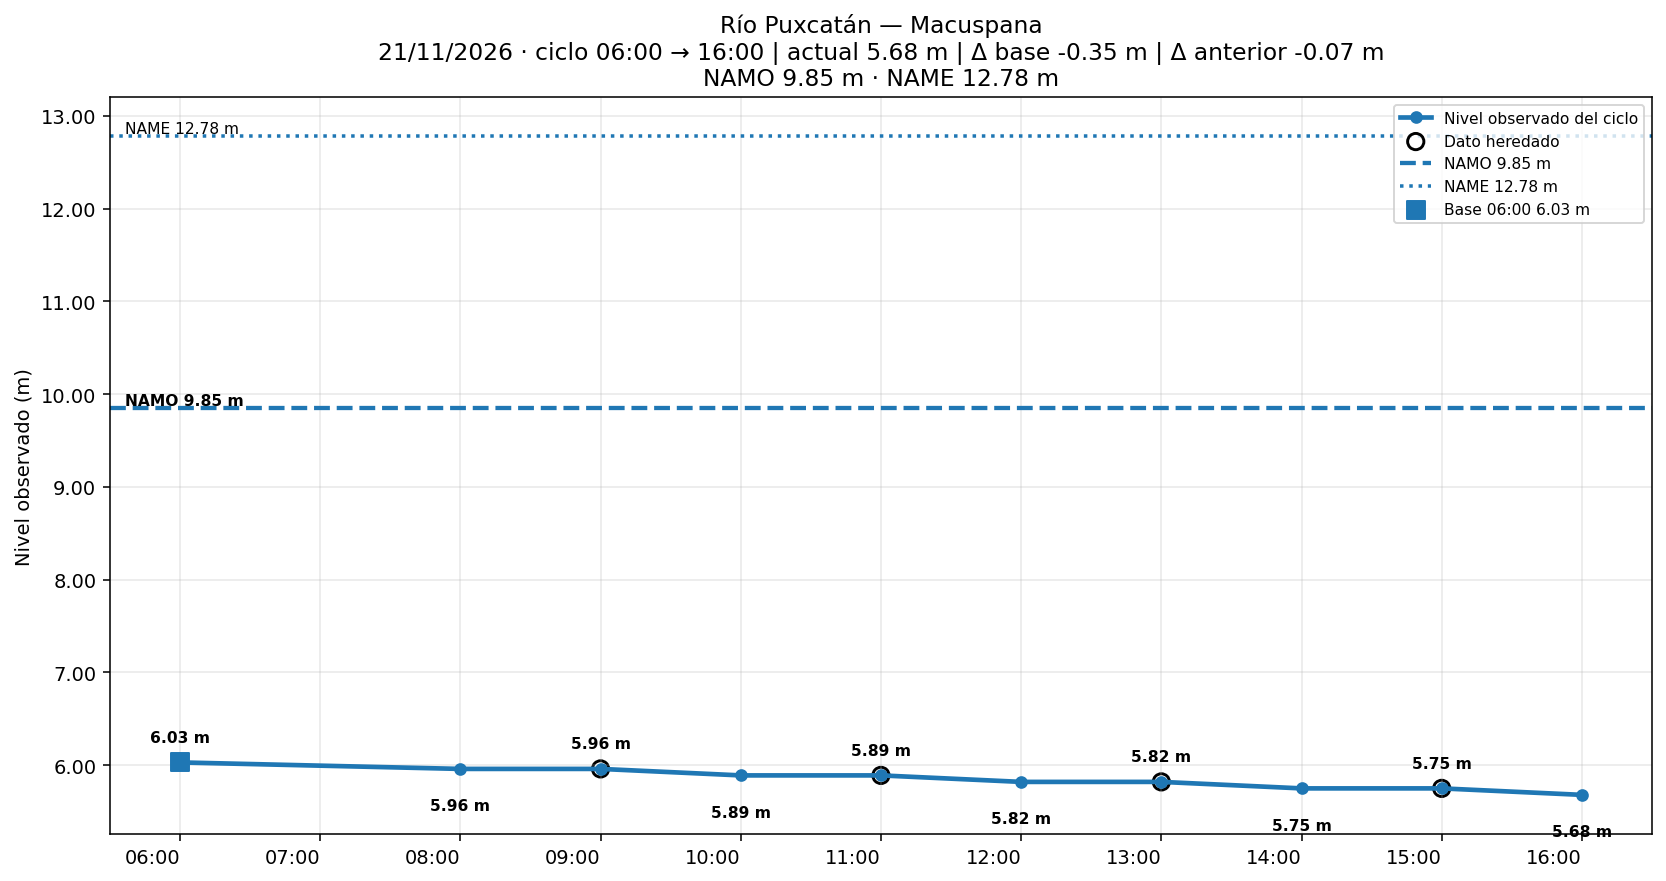 Río Puxcatán — Macuspana
21/11/2026 · ciclo 06:00 → 16:00 | actual 5.68 m | Δ base -0.35 m | Δ anterior -0.07 m
NAMO 9.85 m · NAME 12.78 m
Nivel observado (m)
13.00
12.00
11.00
10.00
9.00
8.00
7.00
6.00
NAME 12.78 m
NAMO 9.85 m
Nivel observado del ciclo
Dato heredado
NAMO 9.85 m
NAME 12.78 m
Base 06:00 6.03 m
6.03 m
5.96 m
5.96 m
5.89 m
5.89 m
5.82 m
5.82 m
5.75 m
5.75 m
5.68 m
06:00
07:00
08:00
09:00
10:00
11:00
12:00
13:00
14:00
15:00
16:00